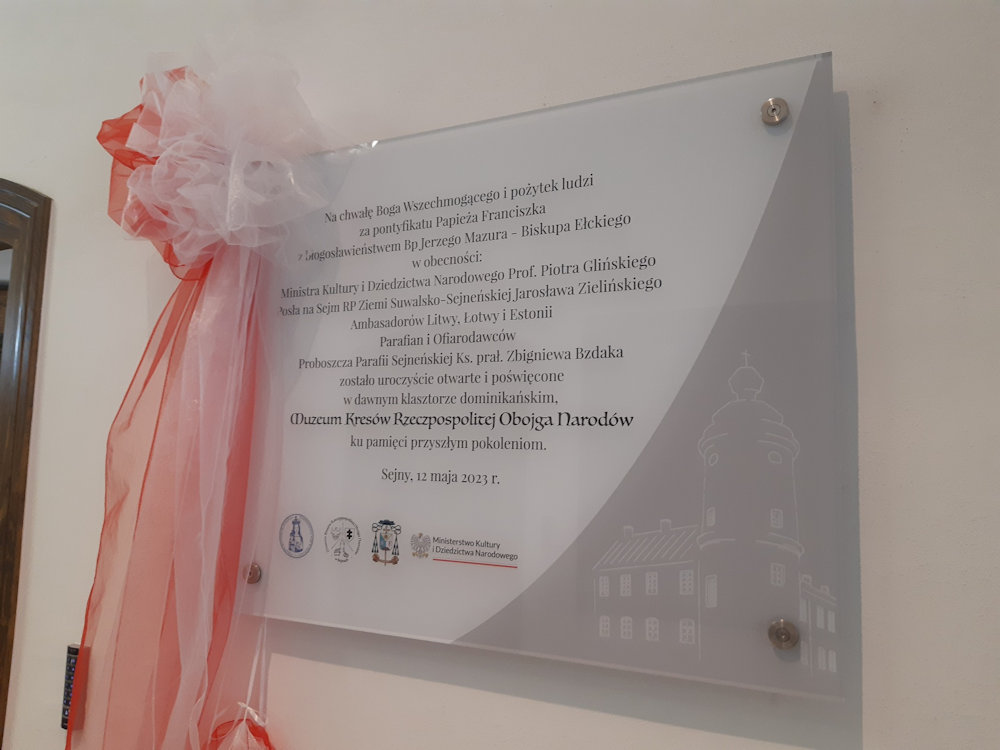 Na chwałę Boga Wszechmogącego i pożytek ludzi
za pontyfikatu Papieża Franciszka
z błogosławieństwem Bp Jerzego Mazura - Biskupa Ełckiego
w obecności:
Ministra Kultury i Dziedzictwa Narodowego Prof. Piotra Glińskiego
Posła na Sejm RP Ziemi Suwalsko-Sejneńskiej Jarosława Zielińskiego
Ambasadorów Litwy, Łotwy i Estonii
Parafian i Ofiarodawców
Proboszcza Parafii Sejneńskiej Ks. prał. Zbigniewa Bzdaka
zostało uroczyście otwarte i poświęcone
w dawnym klasztorze dominikańskim,
Muzeum Kresów Rzeczpospolitej Obojga Narodów
ku pamięci przyszłym pokoleniom.
Sejny, 12 maja 2023 r.
Ministerstwo Kultury
i Dziedzictwa Narodowego